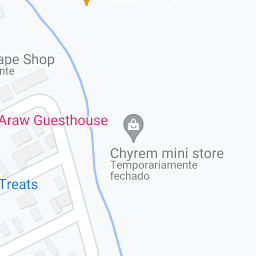 ape Shop
nte
Araw Guesthouse
Chyrem mini store
Temporariamente
fechado
Treats